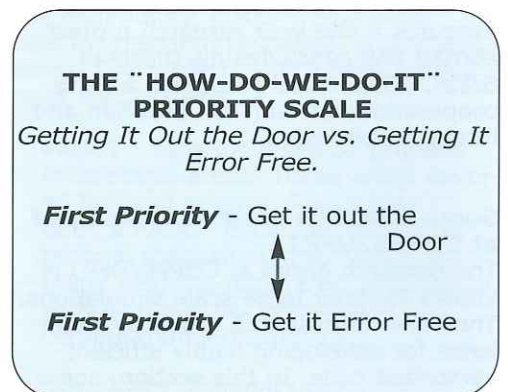 THE ¨HOW-DO-WE-DO-IT¨
PRIORITY SCALE
Getting It Out the Door vs. Getting It
Error Free.
First Priority - Get it out the
Door
First Priority - Get it Error Free